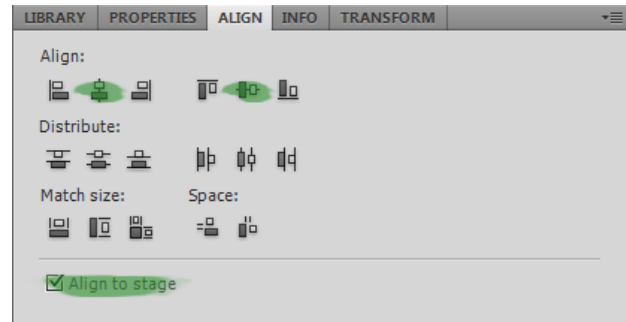 LIBRARY PROPERTIES ALIGN INFO TRANSFORM
Align:
Distribute:
Match size: Space:
Align to stage